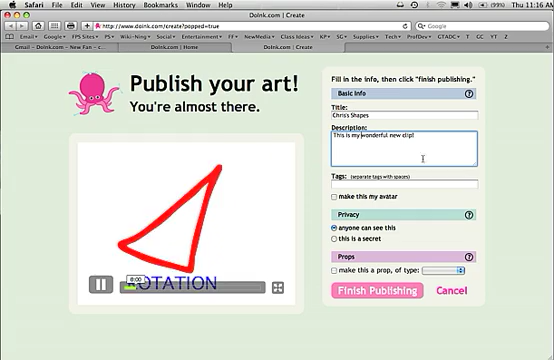 Safari File Edit View History Bookmarks Window Help
Thu 11:16 AM
DoInk.com | Create
http://www.doink.com/create?popped=true
Google
Email Google FPS Sites PS Wiki-Ning Social Entertainment FF NewMedia Class Ideas KP SG Supplies Tech ProfDev GTADC T GC YT Z
Gmail - DoInk.com - New Fan - c...
DoInk.com | Home
DoInk.com | Create
Publish your art!
You're almost there.
Fill in the info, then click "finish publishing."
Basic Info
?
Title:
Chris's Shapes
Description:
This is my wonderful new clip!
Tags: (separate tags with spaces)
make this my avatar
Privacy
?
anyone can see this
this is a secret
Props
?
make this a prop, of type:
Finish Publishing
Cancel
0:00
ROTATION